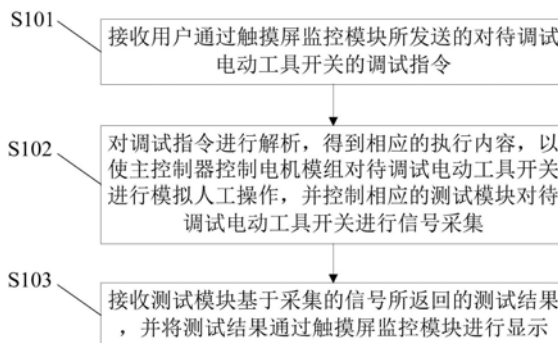 S101
接收用户通过触摸屏监控模块所发送的对待调试
电动工具开关的调试指令
S102
对调试指令进行解析，得到相应的执行内容，以
使主控制器控制电机模组对待调试电动工具开关
进行模拟人工操作，并控制相应的测试模块对待
调试电动工具开关进行信号采集
S103
接收测试模块基于采集的信号所返回的测试结果
，并将测试结果通过触摸屏监控模块进行显示